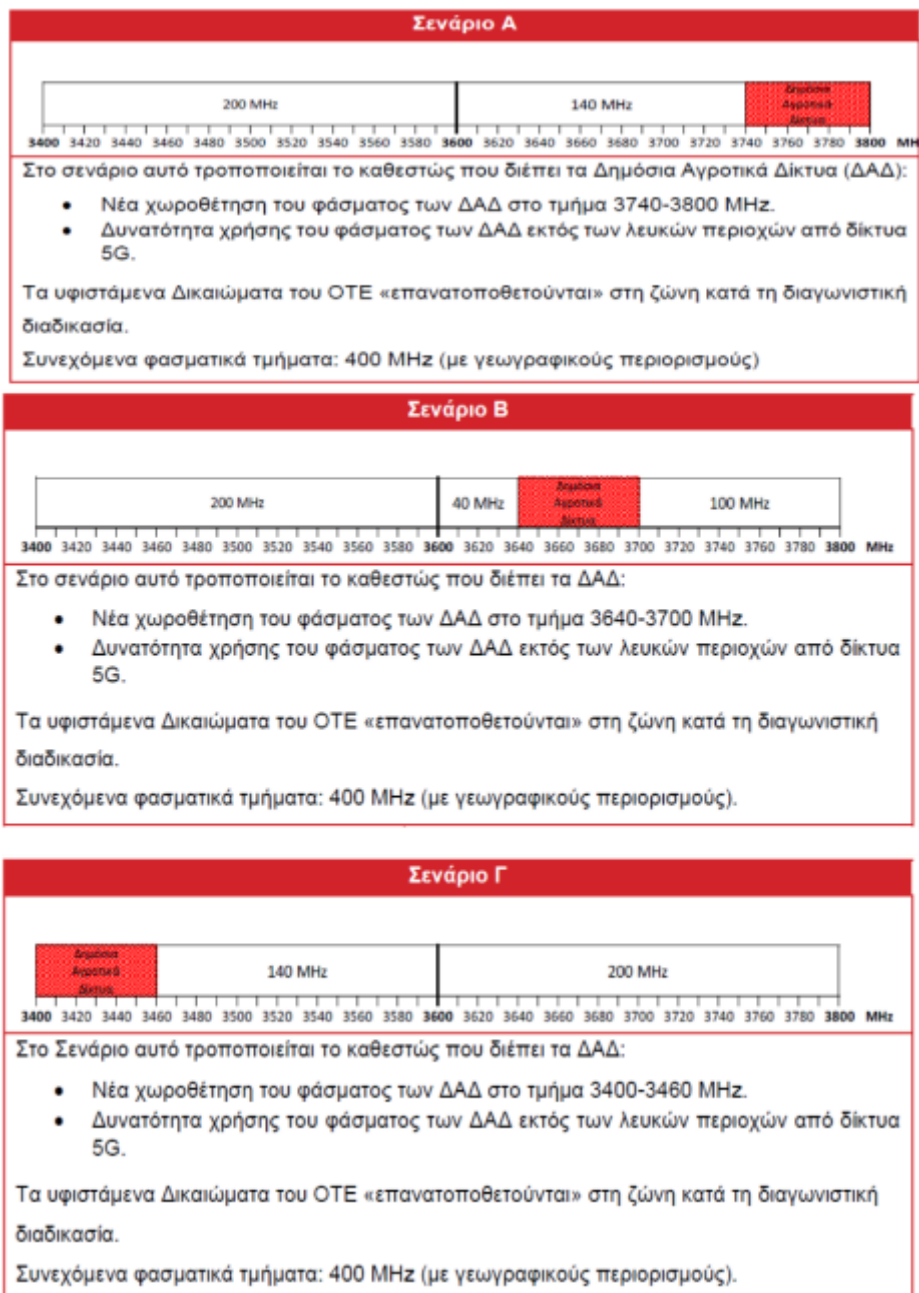 Σενάριο Α
Δημόσια
200 MHz 140 MHz Αγροτικά
Δίκτυα
3400 3420 3440 3460 3480 3500 3520 3540 3560 3580 3600 3620 3640 3660 3680 3700 3720 3740 3760 3780 3800 MH
Στο σενάριο αυτό τροποποιείται το καθεστώς που διέπει τα Δημόσια Αγροτικά Δίκτυα (ΔΑΔ):
• Νέα χωροθέτηση του φάσματος των ΔΑΔ στο τμήμα 3740-3800 MHz.
• Δυνατότητα χρήσης του φάσματος των ΔΑΔ εκτός των λευκών περιοχών από δίκτυα
5G.
Τα υφιστάμενα Δικαιώματα του ΟΤΕ «επανατοποθετούνται» στη ζώνη κατά τη διαγωνιστική
διαδικασία.
Συνεχόμενα φασματικά τμήματα: 400 MHz (με γεωγραφικούς περιορισμούς)
Σενάριο Β
Δημόσια
200 MHz 40 MHz Αγροτικά 100 MHz
Δίκτυα
3400 3420 3440 3460 3480 3500 3520 3540 3560 3580 3600 3620 3640 3660 3680 3700 3720 3740 3760 3780 3800 MHz
Στο σενάριο αυτό τροποποιείται το καθεστώς που διέπει τα ΔΑΔ:
• Νέα χωροθέτηση του φάσματος των ΔΑΔ στο τμήμα 3640-3700 MHz.
• Δυνατότητα χρήσης του φάσματος των ΔΑΔ εκτός των λευκών περιοχών από δίκτυα
5G.
Τα υφιστάμενα Δικαιώματα του ΟΤΕ «επανατοποθετούνται» στη ζώνη κατά τη διαγωνιστική
διαδικασία.
Συνεχόμενα φασματικά τμήματα: 400 MHz (με γεωγραφικούς περιορισμούς).
Σενάριο Γ
Δημόσια
Αγροτικά 140 MHz 200 MHz
Δίκτυα
3400 3420 3440 3460 3480 3500 3520 3540 3560 3580 3600 3620 3640 3660 3680 3700 3720 3740 3760 3780 3800 MHz
Στο Σενάριο αυτό τροποποιείται το καθεστώς που διέπει τα ΔΑΔ:
• Νέα χωροθέτηση του φάσματος των ΔΑΔ στο τμήμα 3400-3460 MHz.
• Δυνατότητα χρήσης του φάσματος των ΔΑΔ εκτός των λευκών περιοχών από δίκτυα
5G.
Τα υφιστάμενα Δικαιώματα του ΟΤΕ «επανατοποθετούνται» στη ζώνη κατά τη διαγωνιστική
διαδικασία.
Συνεχόμενα φασματικά τμήματα: 400 MHz (με γεωγραφικούς περιορισμούς).